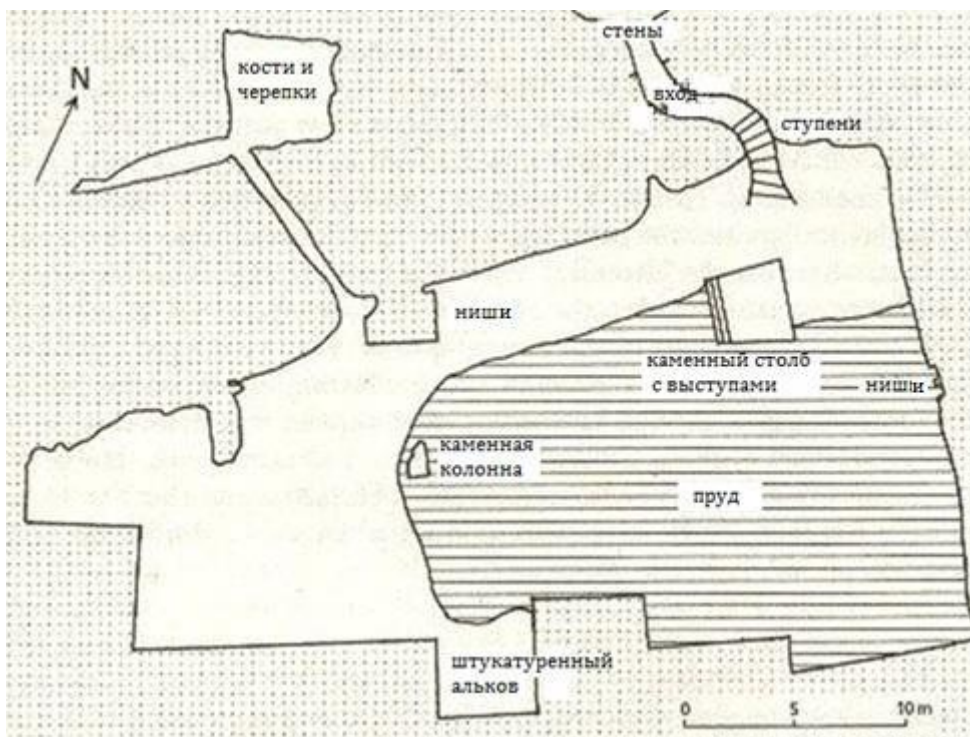 стены
кости и
черепки
N
вход
ступени
ниши
каменный столб
с выступами
ниши
каменная
колонна
пруд
штукатуренный
альков
0 5 10 m